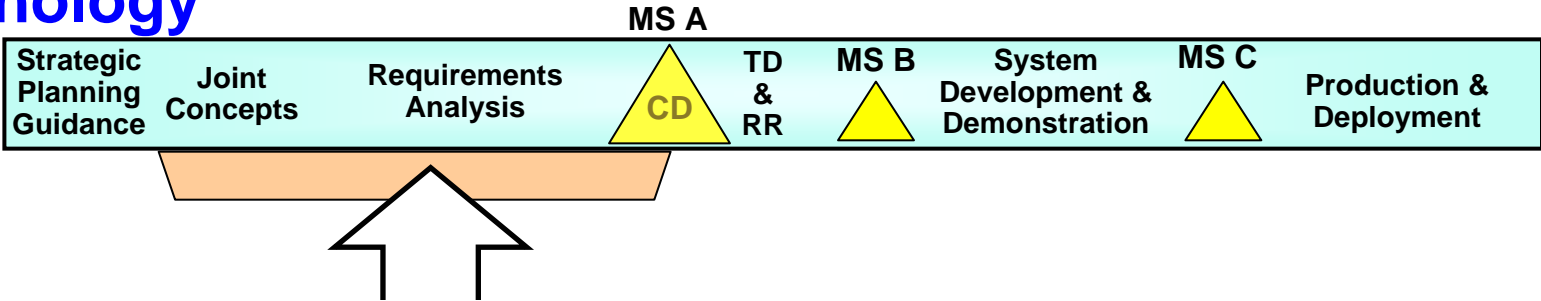 nology
MS A
Strategic
Planning
Guidance
Joint
Concepts
Requirements
Analysis
CD
TD
&
RR
MS B
System
Development &
Demonstration
MS C
Production &
Deployment